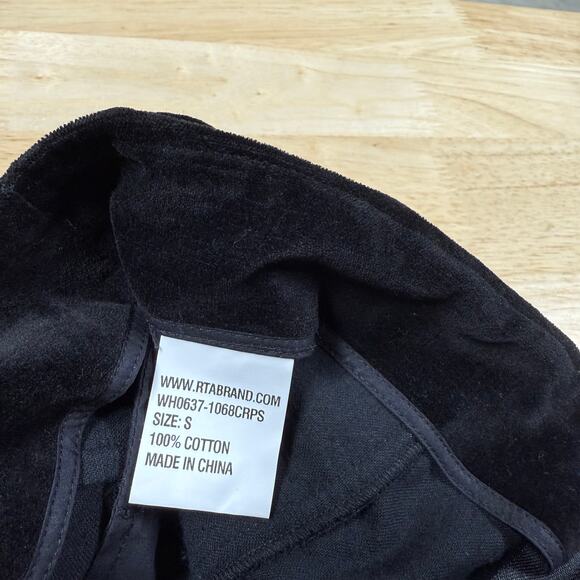 WWW.RTABRAND.COM
WH0637-1068CRPS
SIZE: S
100% COTTON
MADE IN CHINA